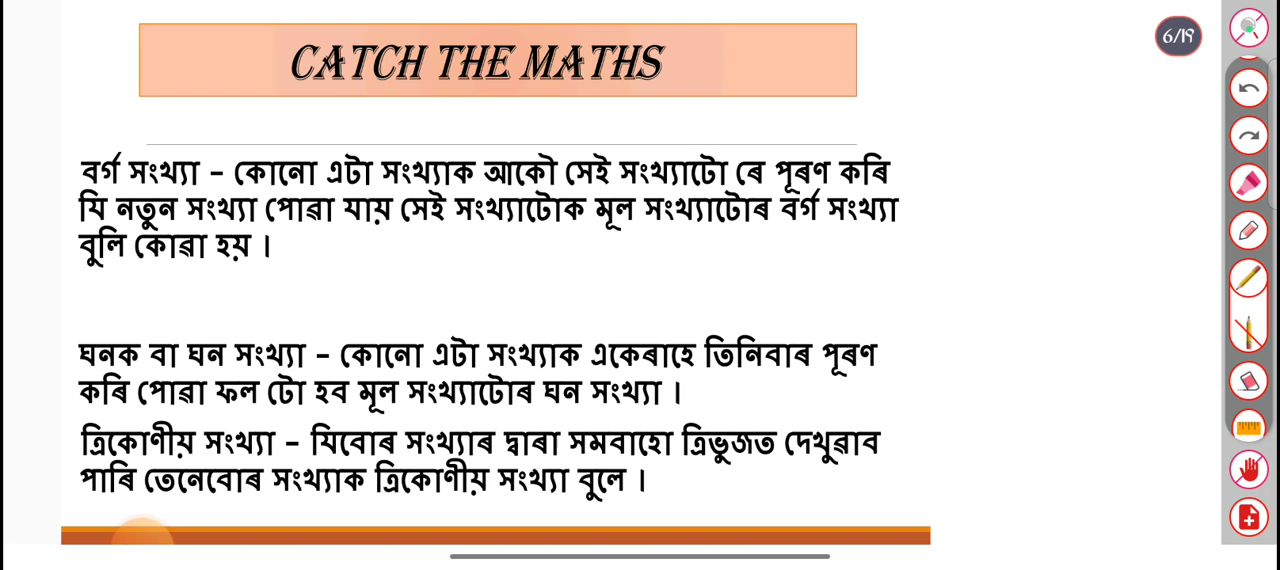 CATCH THE MATHS
6/19
বৰ্গ সংখ্যা – কোনো এটা সংখ্যাক আকৌ সেই সংখ্যাটো ৰে পূৰণ কৰি
যি নতুন সংখ্যা পোৱা যায় সেই সংখ্যাটোক মূল সংখ্যাটোৰ বৰ্গ সংখ্যা
বুলি কোৱা হয় ।
ঘনক বা ঘন সংখ্যা – কোনো এটা সংখ্যাক একেৰাহে তিনিবাৰ পূৰণ
কৰি পোৱা ফল টো হব মূল সংখ্যাটোৰ ঘন সংখ্যা ।
ত্ৰিকোণীয় সংখ্যা – যিবোৰ সংখ্যাৰ দ্বাৰা সমবাহো ত্ৰিভুজত দেখুৱাব
পাৰি তেনেবোৰ সংখ্যাক ত্ৰিকোণীয় সংখ্যা বুলে ।